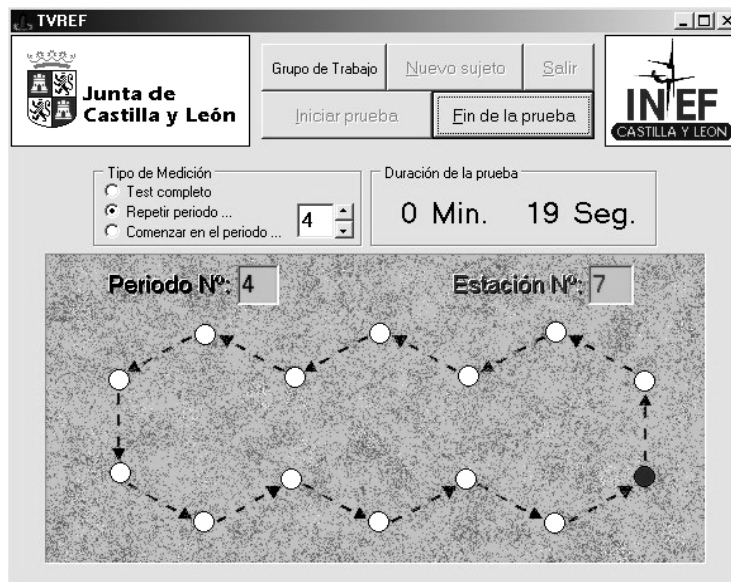 TVREF
Junta de
Castilla y León
Grupo de Trabajo
Nuevo sujeto
Salir
Iniciar prueba
Fin de la prueba
INEF
CASTILLA Y LEON
Tipo de Medición
Test completo
Repetir periodo ...
Comenzar en el periodo ...
4
Duración de la prueba
0 Min. 19 Seg.
Periodo Nº: 4
Estación Nº: 7